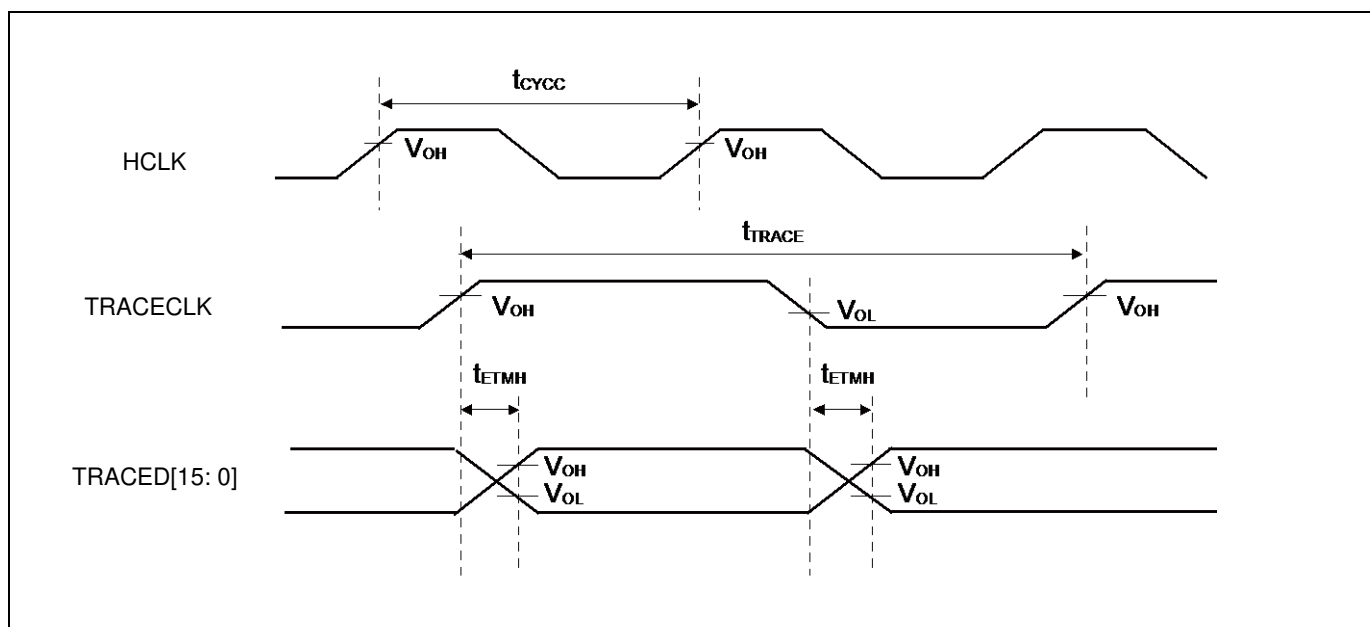 tCYCC
HCLK
VOH
VOH
tTRACE
TRACECLK
VOH
VOL
VOH
tETMH
tETMH
TRACED[15: 0]
VOH
VOH
VOL
VOL